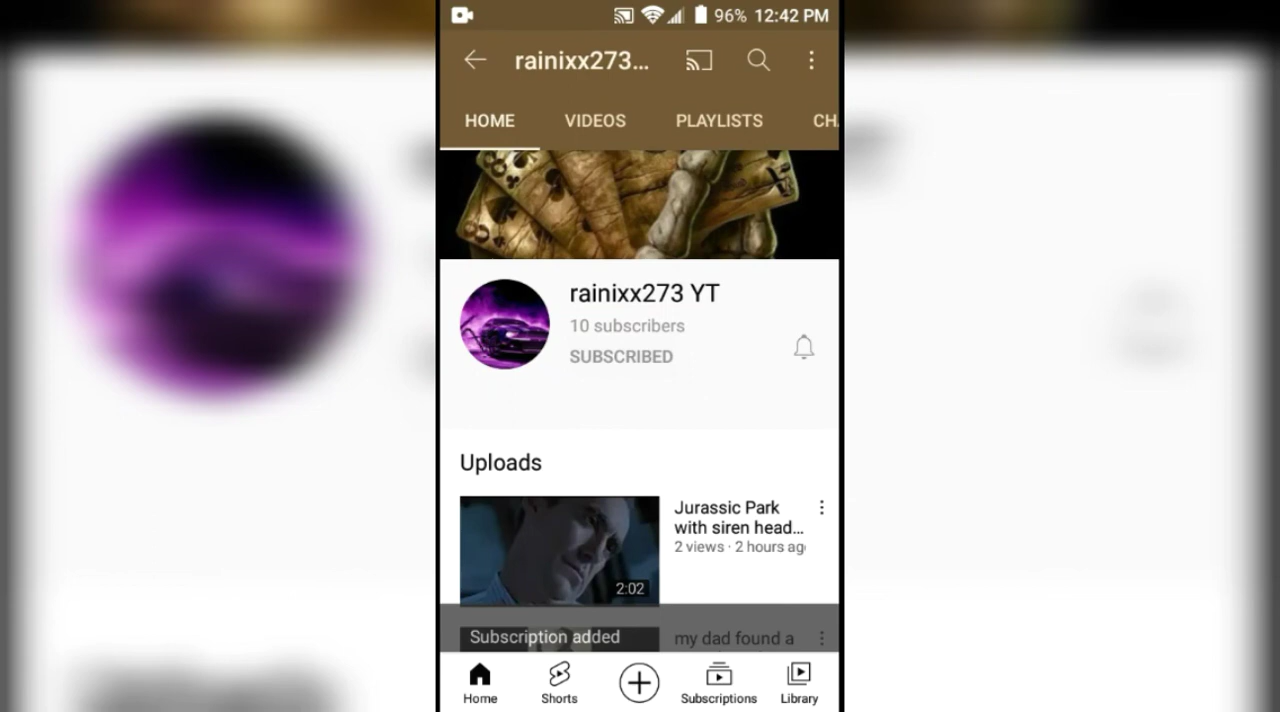 96% 12:42 PM
rainixx273...
HOME VIDEOS PLAYLISTS CH
rainixx273 YT
10 subscribers
SUBSCRIBED
Uploads
Jurassic Park
with siren head...
2 views · 2 hours ag
2:02
my dad found a
Subscription added
Home Shorts Subscriptions Library